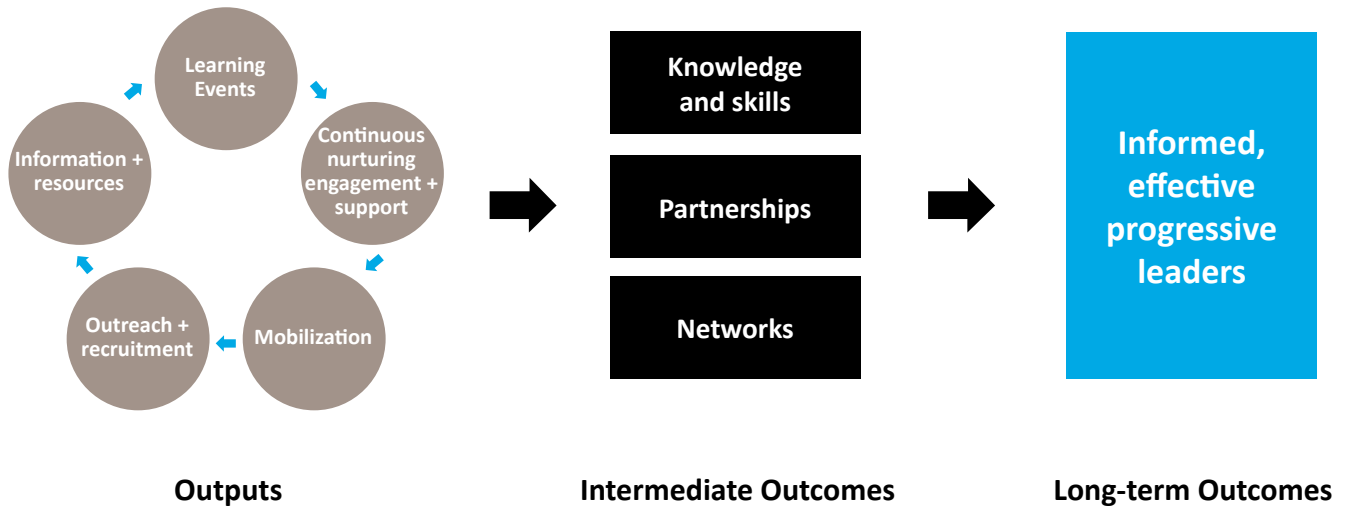 Learning
Events
Continuous
nurturing
engagement +
support
Mobilization
Outreach +
recruitment
Information +
resources
Knowledge
and skills
Partnerships
Networks
Informed,
effective
progressive
leaders
Outputs
Intermediate Outcomes
Long-term Outcomes